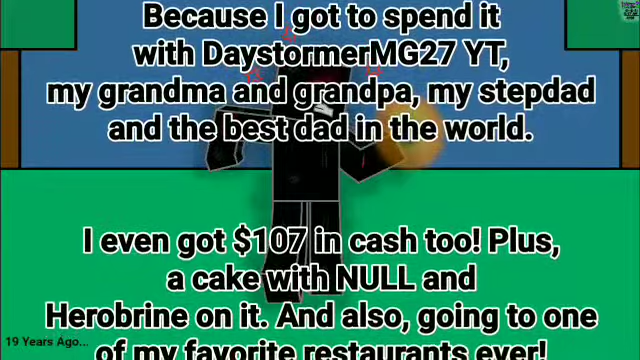 Because I got to spend it
with DaystormerMG27 YT,
my grandma and grandpa, my stepdad
and the best dad in the world.
I even got $107 in cash too! Plus,
a cake with NULL and
Herobrine on it. And also, going to one
19 Years Ago...
of my favorite restaurants ever!